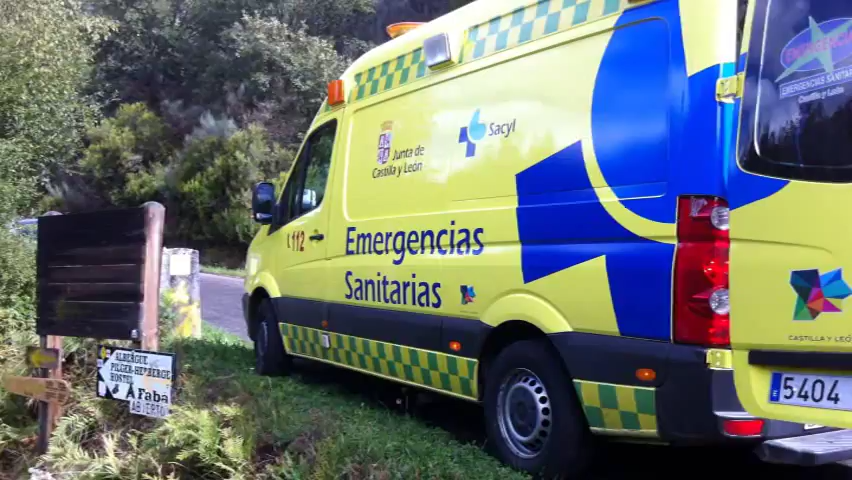 Junta de
Castilla y León
Sacyl
112
Emergencias
Sanitarias
EMERGENCIAS SANITARIAS
Castilla y León
CASTILLA Y LEÓN
E
5404
ALBERGUE
PILGER-HERBERGE
HOSTEL
A Faba
ABIERTO